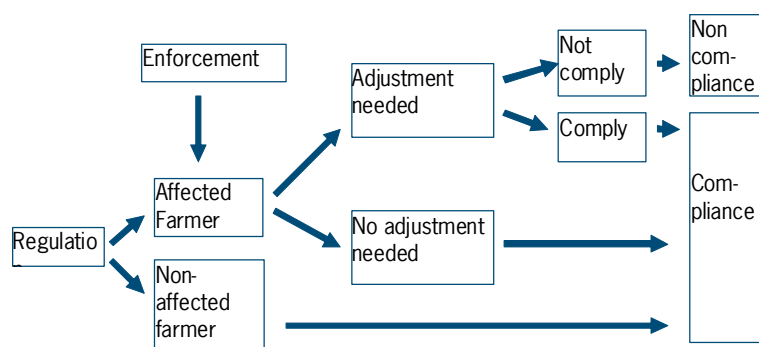 Enforcement
Adjustment
needed
Not
comply
Non
com-
pliance
Comply
Affected
Farmer
Com-
pliance
Regulatio
No adjustment
needed
Non-
affected
farmer